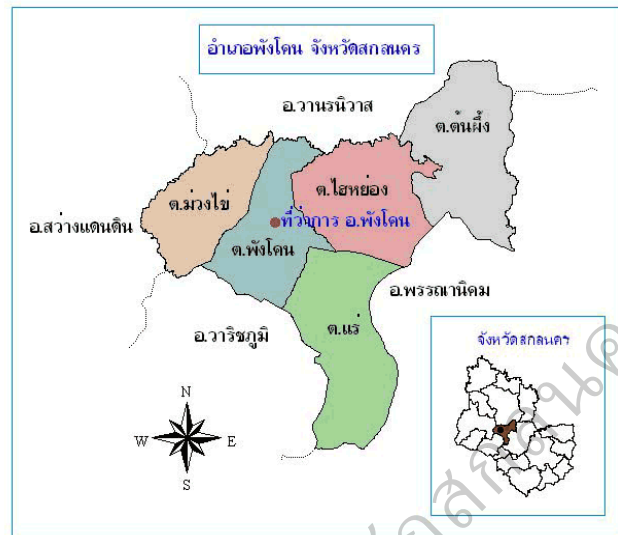 อำเภอพังโคน จังหวัดสกลนคร
อ.วานรนิวาส
ต.ต้นผึ้ง
ต.ม่วงไข่
ต.ไฮหย่อง
อ.สว่างแดนดิน
ที่ว่าการ อ.พังโคน
ต.พังโคน
อ.พรรณานิคม
อ.วาริชภูมิ
ต.แร่
จังหวัดสกลนคร
N
W E
S